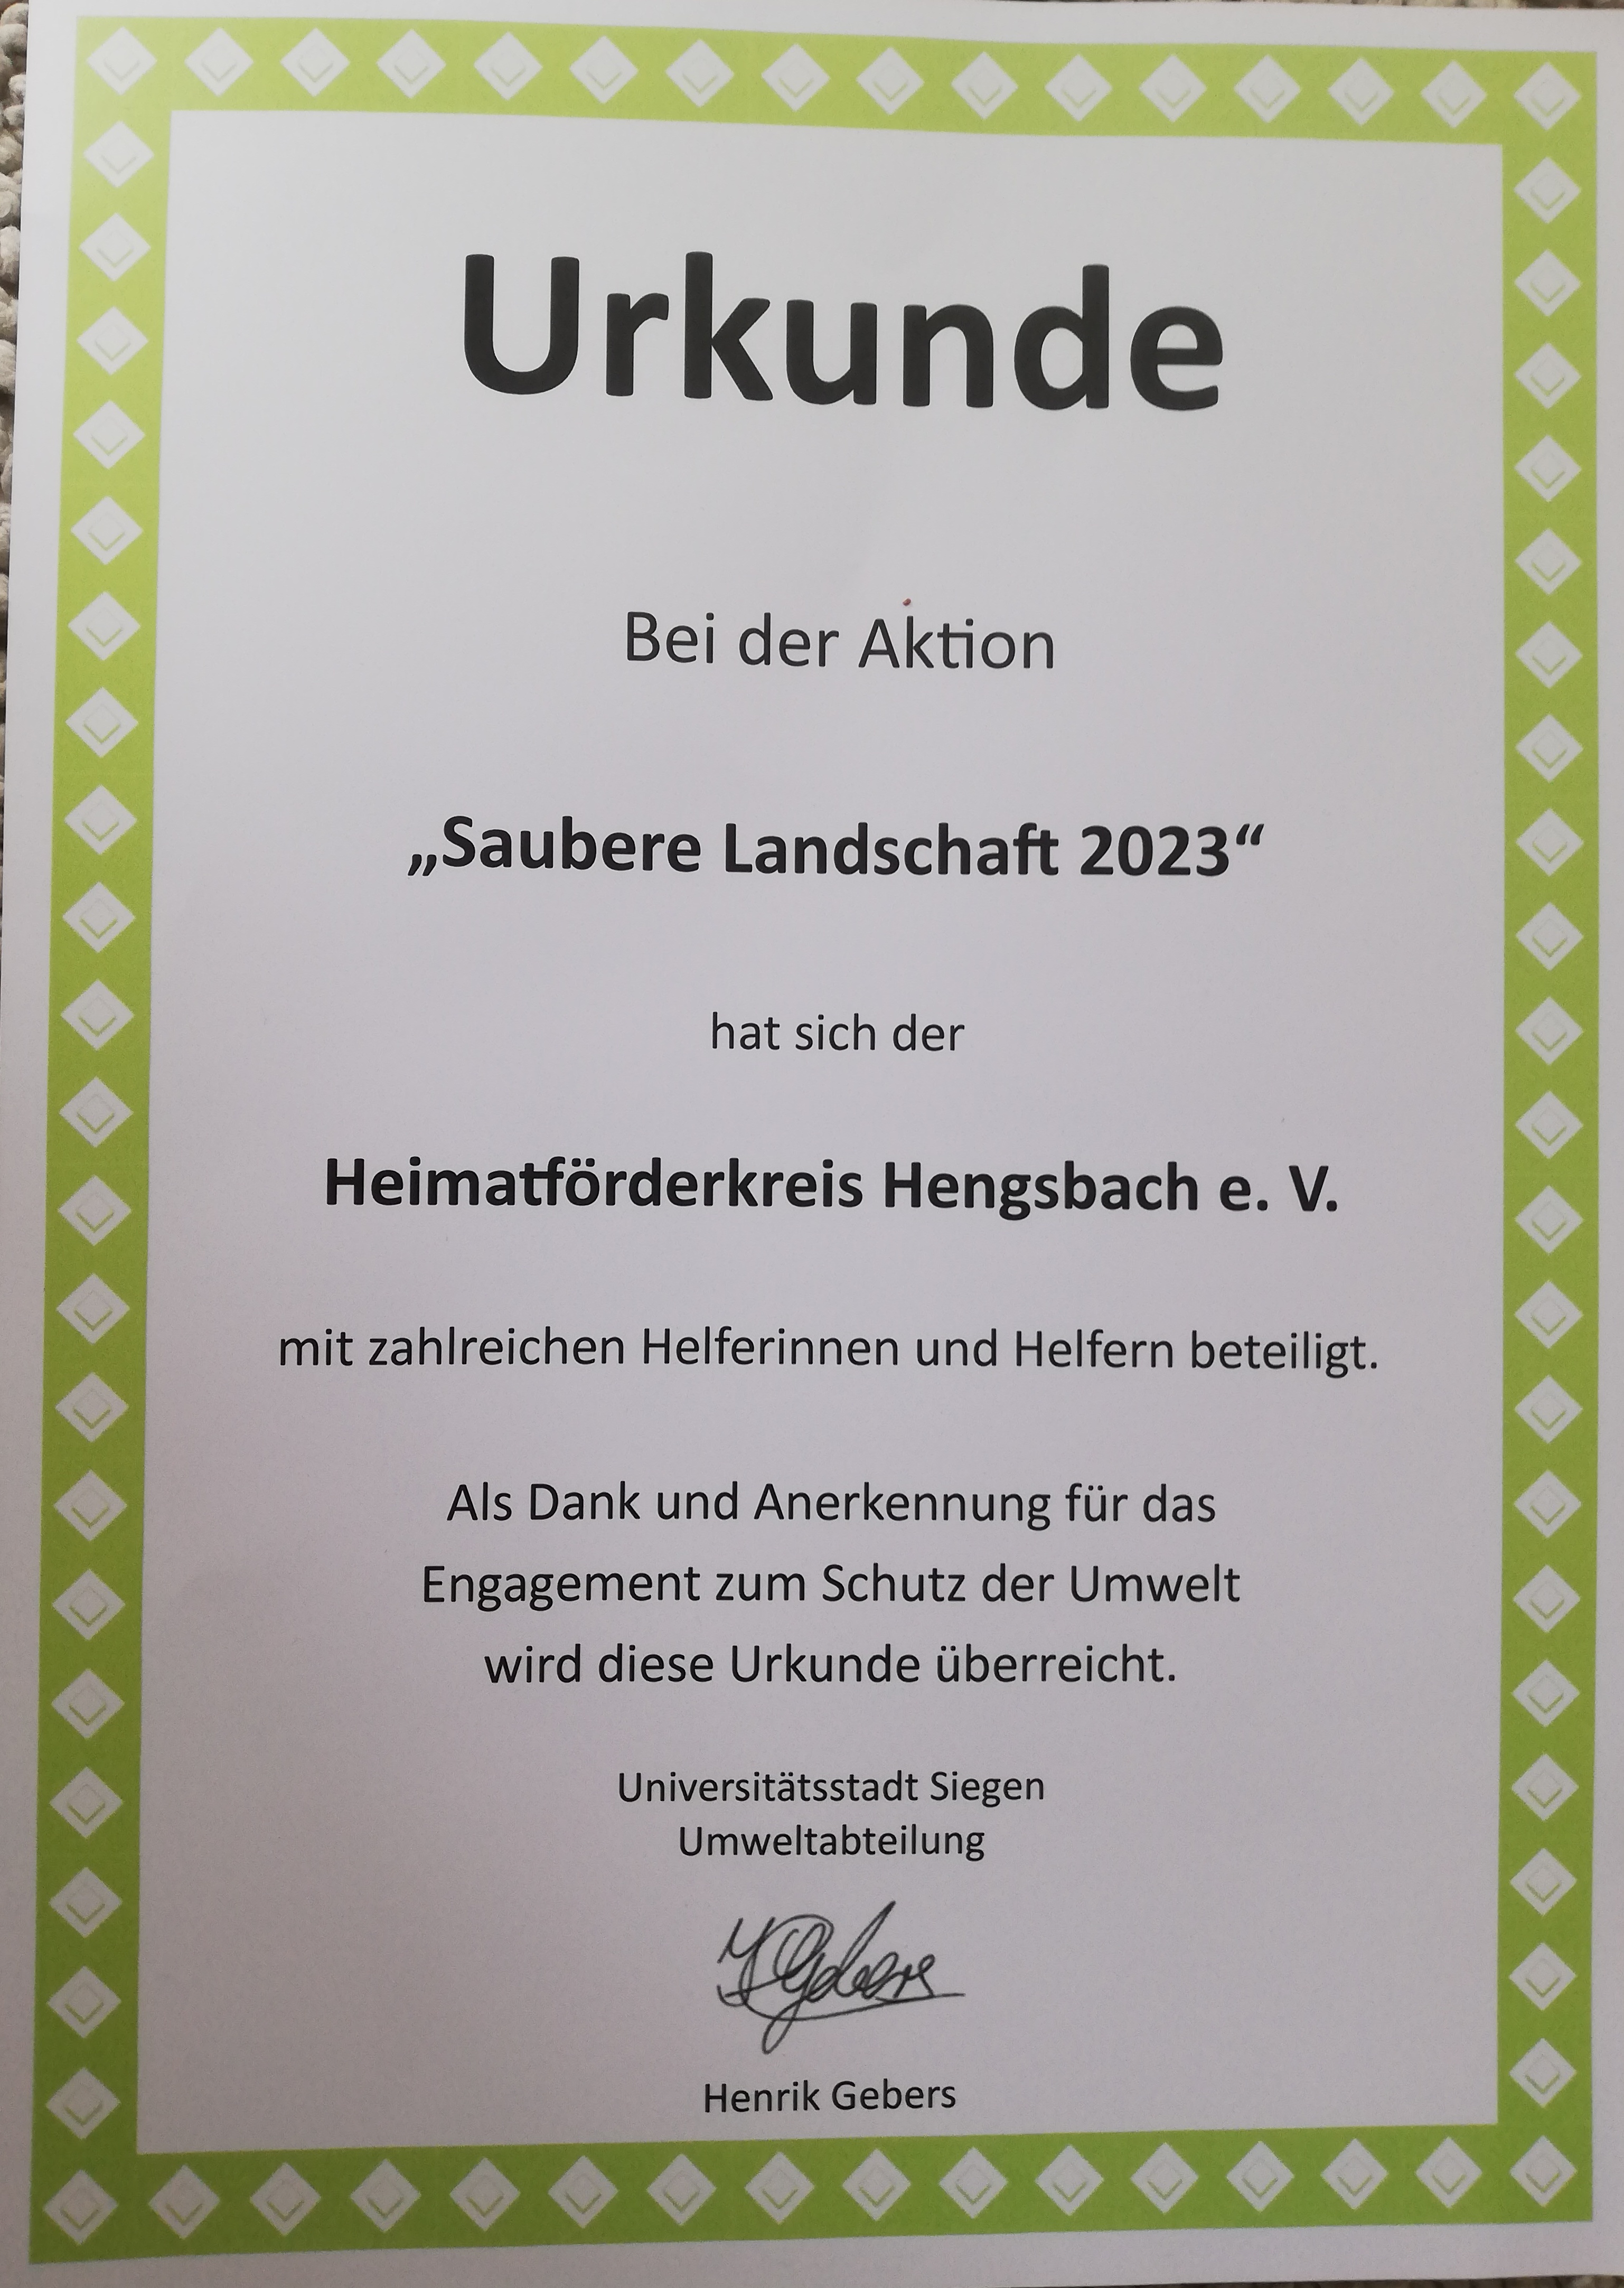 Urkunde
Bei der Aktion
„Saubere Landschaft 2023“
hat sich der
Heimatförderkreis Hengsbach e. V.
mit zahlreichen Helferinnen und Helfern beteiligt.
Als Dank und Anerkennung für das
Engagement zum Schutz der Umwelt
wird diese Urkunde überreicht.
Universitätsstadt Siegen
Umweltabteilung
H Gebers
Henrik Gebers